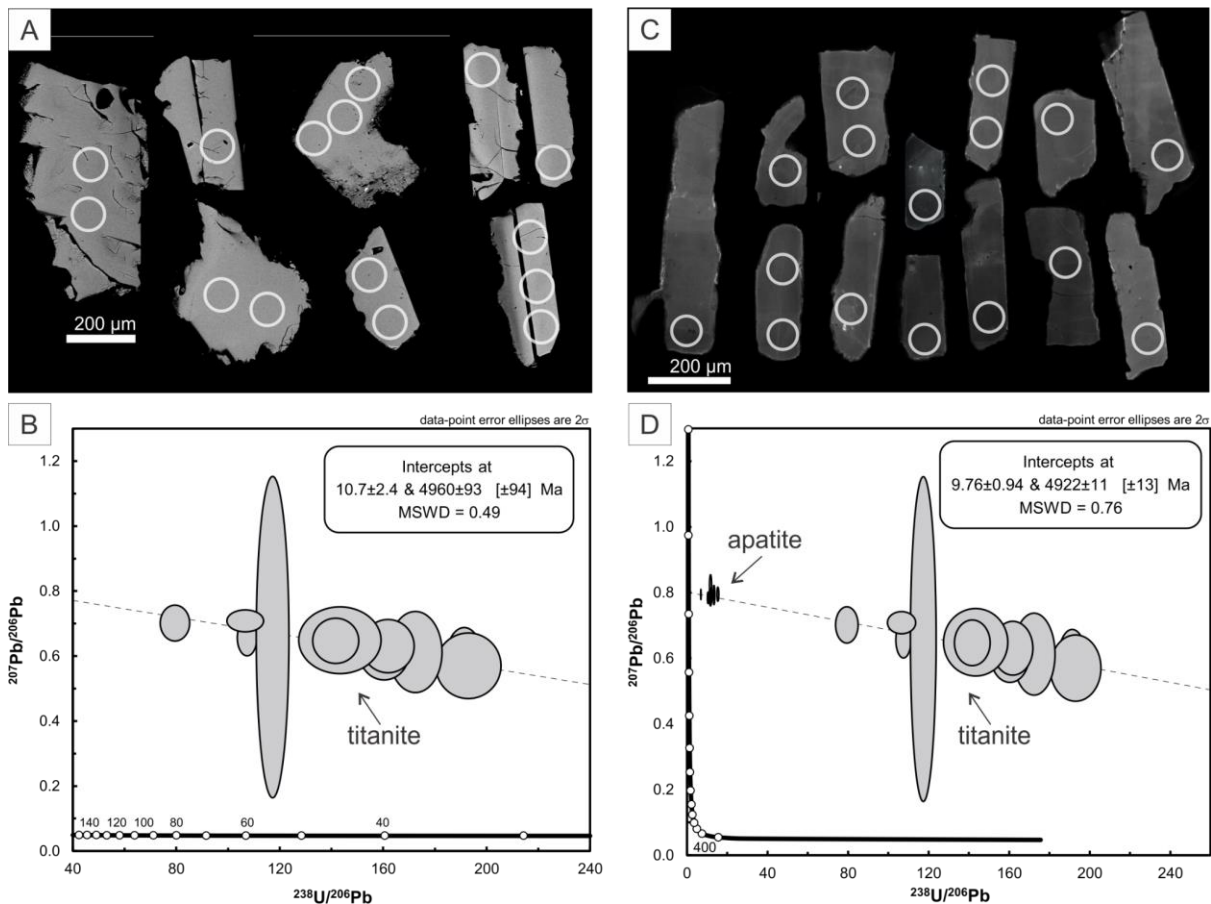 A
200 µm
C
200 µm
B
data-point error ellipses are 2σ
Intercepts at
10.7±2.4 & 4960±93 [±94] Ma
MSWD = 0.49
titanite
1.2
1.0
0.8
0.6
0.4
0.2
0.0
207Pb/206Pb
140 120 100 80 60 40
40 80 120 160 200 240
238U/206Pb
D
data-point error ellipses are 2σ
Intercepts at
9.76±0.94 & 4922±11 [±13] Ma
MSWD = 0.76
apatite
titanite
1.2
1.0
0.8
0.6
0.4
0.2
0.0
207Pb/206Pb
400
0 40 80 120 160 200 240
238U/206Pb